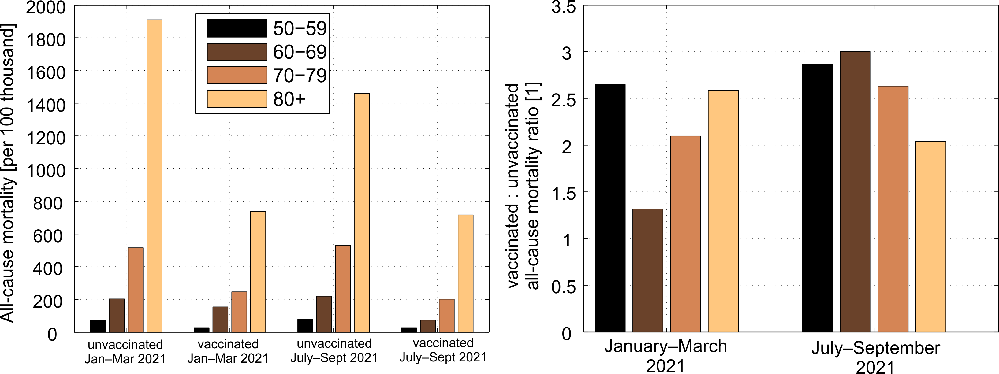 All-cause mortality [per 100 thousand]
2000
1800
1600
1400
1200
1000
800
600
400
200
0
50−59
60−69
70−79
80+
unvaccinated
Jan–Mar 2021
vaccinated
Jan–Mar 2021
unvaccinated
July–Sept 2021
vaccinated
July–Sept 2021
vaccinated : unvaccinated
all-cause mortality ratio [1]
3.5
3
2.5
2
1.5
1
0.5
0
January–March
2021
July–September
2021